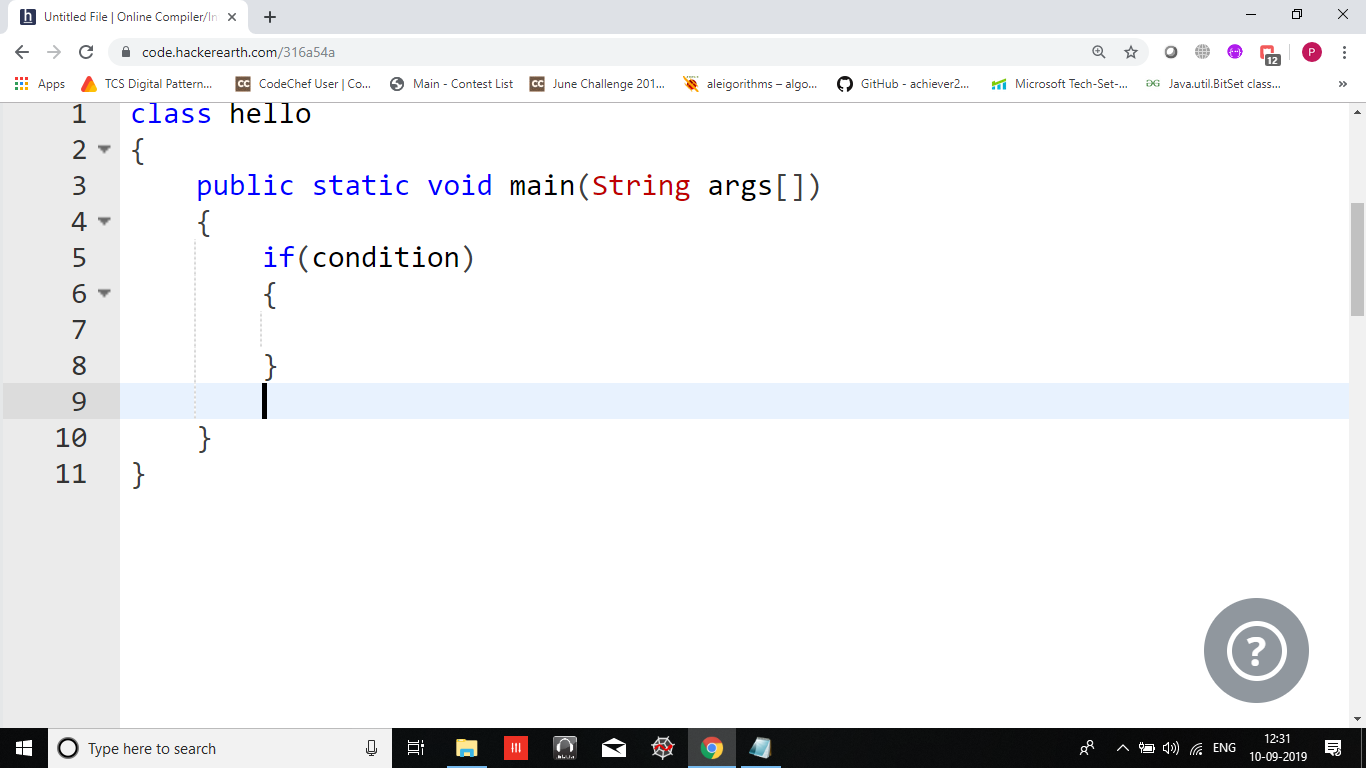 Untitled File | Online Compiler/In
code.hackerearth.com/316a54a
P
12
Apps
TCS Digital Pattern...
CC CodeChef User | Co...
Main - Contest List
CC June Challenge 201...
aleigorithms – algo...
GitHub - achiever2...
Microsoft Tech-Set-...
Java.util.BitSet class...
»
1 class hello
2 {
3 public static void main(String args[])
4 {
5 if(condition)
6 {
7
8 }
9
10 }
11 }
?
Type here to search
ENG
12:31
10-09-2019